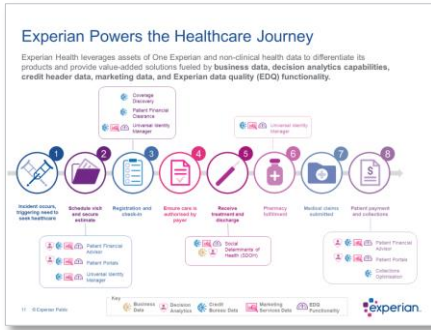 Experian Powers the Healthcare Journey
Experian Health leverages assets of One Experian and non-clinical health data to differentiate its
products and provide value-added solutions fueled by business data, decision analytics capabilities,
credit header data, marketing data, and Experian data quality (EDQ) functionality.
Coverage
Discovery
Patient Financial
Clearance
Universal Identity
Manager
Universal Identity
Manager
1
2
3
4
5
6
7
8
Incident occurs,
triggering need to
seek healthcare
Schedule visit and
secure estimate
Registration and
check-in
Ensure care is
authorized by
payer
Receive
treatment and
discharge
Pharmacy
fulfillment
Medical claims
submitted
Patient payment
and collections
Patient Financial
Advisor
Patient Portals
Universal Identity
Manager
Social
Determinants of
Health (SDOH)
Patient Financial
Advisor
Patient Portals
Collections
Optimization
Key
Business
Data
Decision
Analytics
Credit
Bureau Data
Marketing
Services Data
EDQ
Functionality
© Experian Public
experian.